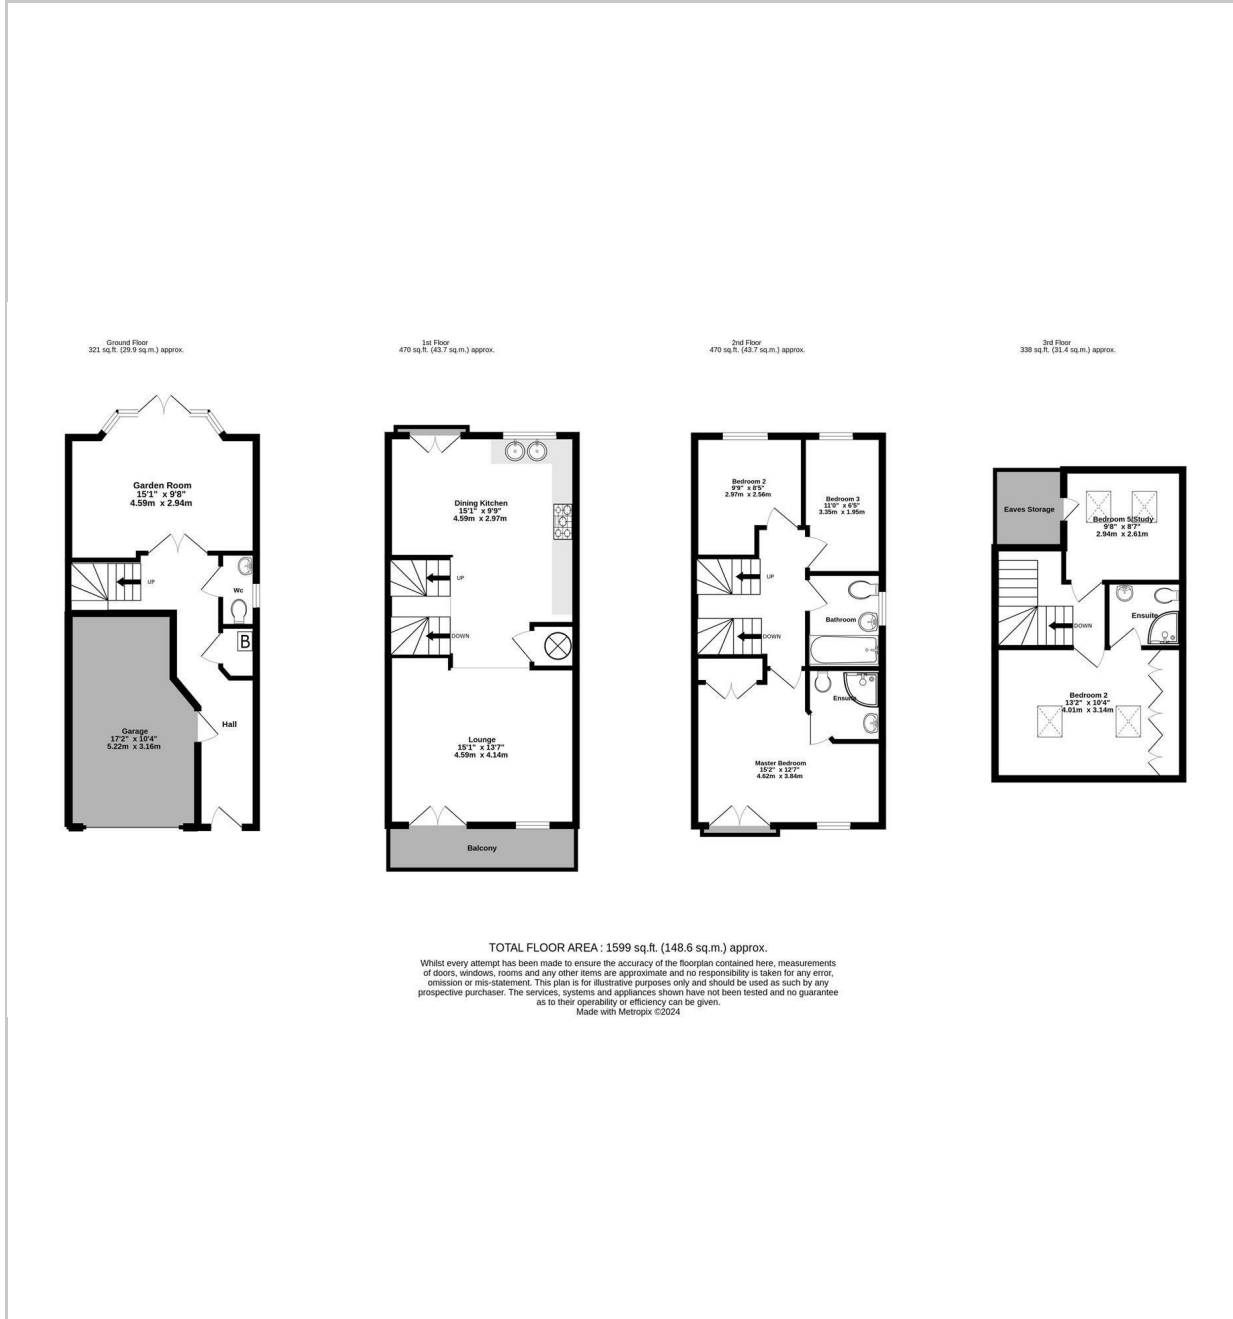 Ground Floor
321 sq.ft. (29.9 sq.m.) approx.
Garden Room
15'1" x 9'8"
4.59m x 2.94m
UP
Wc
B
Hall
Garage
17'2" x 10'4"
5.22m x 3.16m
1st Floor
470 sq.ft. (43.7 sq.m.) approx.
Dining Kitchen
15'1" x 9'9"
4.59m x 2.97m
UP
DOWN
Lounge
15'1" x 13'7"
4.59m x 4.14m
Balcony
2nd Floor
470 sq.ft. (43.7 sq.m.) approx.
Bedroom 2
9'9" x 8'5"
2.97m x 2.56m
Bedroom 3
11'0" x 6'5"
3.35m x 1.95m
UP
DOWN
Bathroom
Ensuite
Master Bedroom
15'2" x 12'7"
4.62m x 3.84m
3rd Floor
338 sq.ft. (31.4 sq.m.) approx.
Eaves Storage
Bedroom 5/Study
9'8" x 8'7"
2.94m x 2.61m
DOWN
Ensuite
Bedroom 2
13'2" x 10'4"
4.01m x 3.14m
TOTAL FLOOR AREA : 1599 sq.ft. (148.6 sq.m.) approx.
Whilst every attempt has been made to ensure the accuracy of the floorplan contained here, measurements
of doors, windows, rooms and any other items are approximate and no responsibility is taken for any error,
omission or mis-statement. This plan is for illustrative purposes only and should be used as such by any
prospective purchaser. The services, systems and appliances shown have not been tested and no guarantee
as to their operability or efficiency can be given.
Made with Metropix ©2024